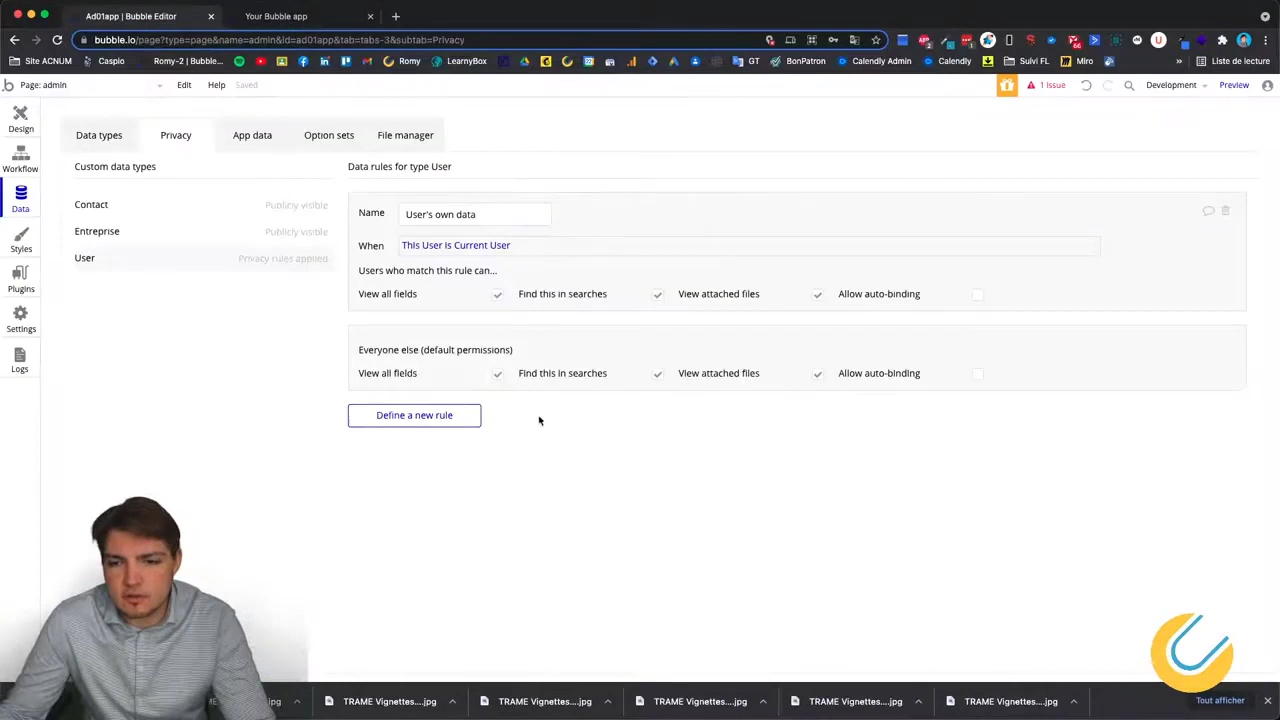 Ad01app | Bubble Editor
Your Bubble app
bubble.io/page?type=page&name=admin&id=ad01app&tab=tabs-3&subtab=Privacy
Site ACNUM
Caspio
Romy-2 | Bubble...
Romy
LearnyBox
GT
BonPatron
Calendly Admin
Calendly
Suivi FL
Miro
»
Liste de lecture
Page: admin
Edit
Help
Saved
1 Issue
Development
Preview
Design
Workflow
Data
Styles
Plugins
Settings
Logs
Data types
Privacy
App data
Option sets
File manager
Custom data types
Contact Publicly visible
Entreprise Publicly visible
User Privacy rules applied
Data rules for type User
Name User's own data
When This User is Current User
Users who match this rule can...
View all fields Find this in searches View attached files Allow auto-binding
Everyone else (default permissions)
View all fields Find this in searches View attached files Allow auto-binding
Define a new rule
....jpg
TRAME Vignettes....jpg
TRAME Vignettes....jpg
TRAME Vignettes....jpg
TRAME Vignettes....jpg
TRAME Vignettes....jpg
Tout afficher